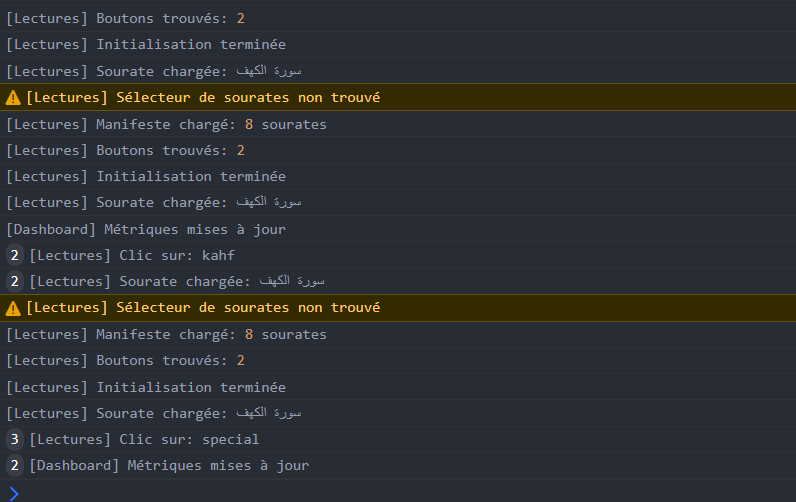 [Lectures] Boutons trouvés: 2
[Lectures] Initialisation terminée
[Lectures] Sourate chargée: سورة الكهف
[Lectures] Sélecteur de sourates non trouvé
[Lectures] Manifeste chargé: 8 sourates
[Lectures] Boutons trouvés: 2
[Lectures] Initialisation terminée
[Lectures] Sourate chargée: سورة الكهف
[Dashboard] Métriques mises à jour
2 [Lectures] Clic sur: kahf
2 [Lectures] Sourate chargée: سورة الكهف
[Lectures] Sélecteur de sourates non trouvé
[Lectures] Manifeste chargé: 8 sourates
[Lectures] Boutons trouvés: 2
[Lectures] Initialisation terminée
[Lectures] Sourate chargée: سورة الكهف
3 [Lectures] Clic sur: special
2 [Dashboard] Métriques mises à jour